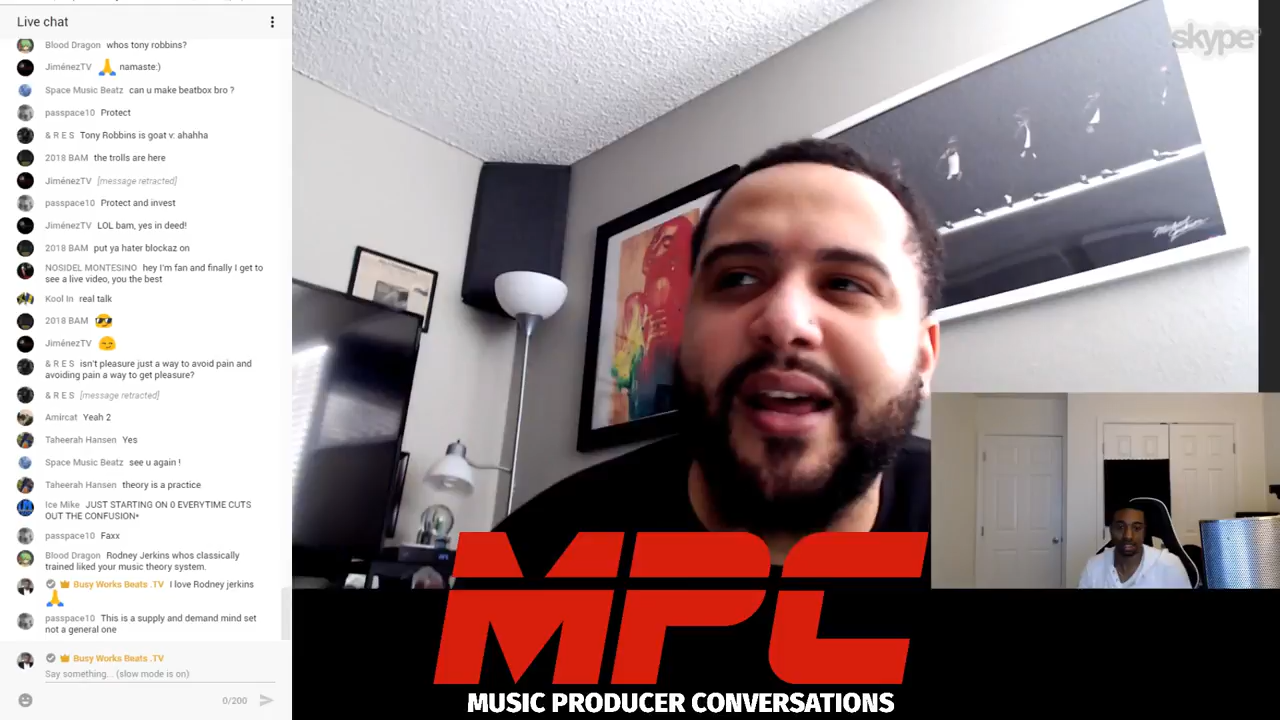 Live chat
Blood Dragon whos tony robbins?
JiménezTV 🙏 namaste:)
Space Music Beatz can u make beatbox bro ?
passpace10 Protect
& R E S Tony Robbins is goat v: ahahha
2018 BAM the trolls are here
JiménezTV [message retracted]
passpace10 Protect and invest
JiménezTV LOL bam, yes in deed!
2018 BAM put ya hater blockaz on
NOSIDEL MONTESINO hey I'm fan and finally I get to
see a live video, you the best
Kool In real talk
2018 BAM 😎
JiménezTV 😊
& R E S isn't pleasure just a way to avoid pain and
avoiding pain a way to get pleasure?
& R E S [message retracted]
Amircat Yeah 2
Taheerah Hansen Yes
Space Music Beatz see u again !
Taheerah Hansen theory is a practice
Ice Mike JUST STARTING ON 0 EVERYTIME CUTS
OUT THE CONFUSION*
passpace10 Faxx
Blood Dragon Rodney Jerkins whos classically
trained liked your music theory system.
Busy Works Beats .TV I love Rodney jerkins
🙏
passpace10 This is a supply and demand mind set
not a general one
Busy Works Beats .TV
Say something... (slow mode is on)
0/200
skype
MPC
MUSIC PRODUCER CONVERSATIONS